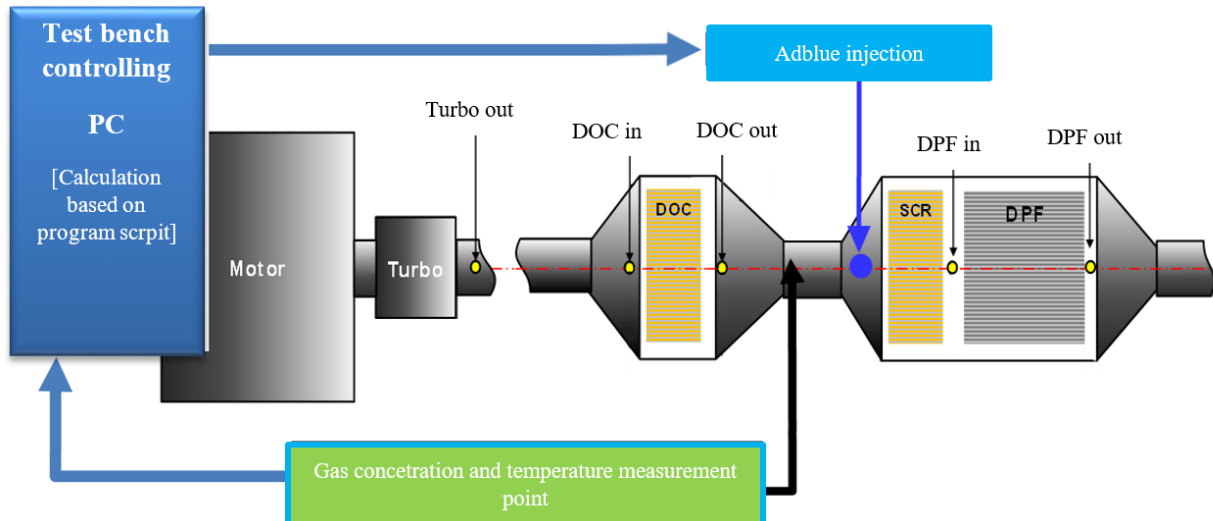 Test bench
controlling
PC
[Calculation
based on
program scrpit]
Adblue injection
Turbo out
DOC in
DOC out
DPF in
DPF out
DOC
SCR
DPF
Motor
Turbo
Gas concetration and temperature measurement
point